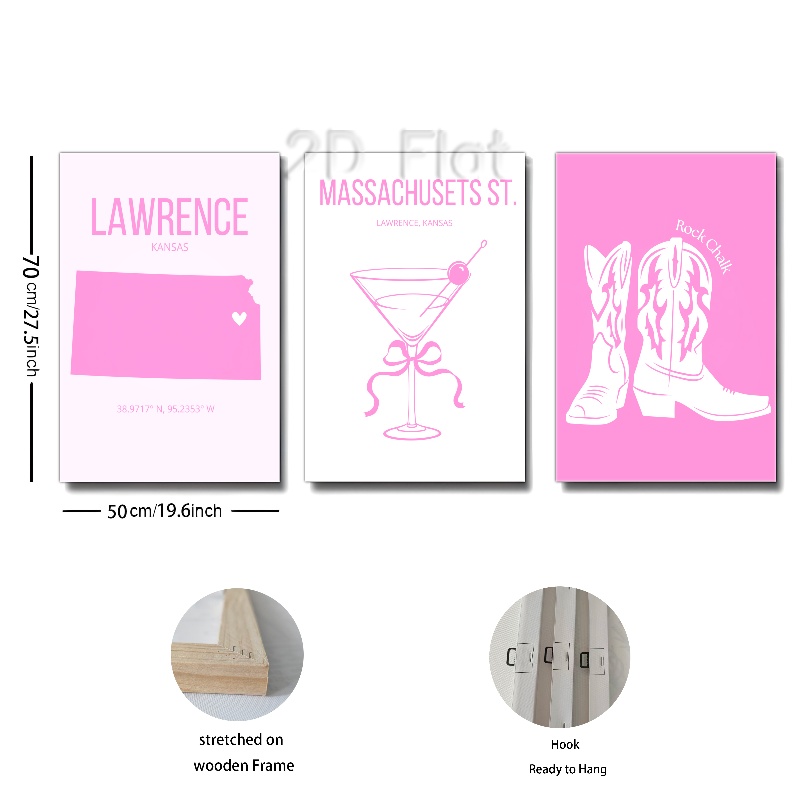 2D Flat
LAWRENCE
KANSAS
38.9717° N, 95.2353° W
MASSACHUSETS ST.
LAWRENCE, KANSAS
Rock Chalk
70 cm/27.5inch
50 cm/19.6inch
stretched on
wooden Frame
Hook
Ready to Hang